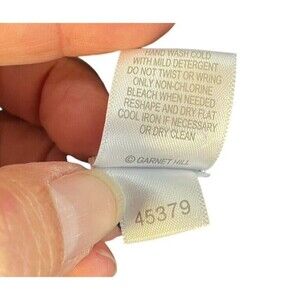 HAND WASH COLD
WITH MILD DETERGENT
DO NOT TWIST OR WRING
ONLY NON-CHLORINE
BLEACH WHEN NEEDED
RESHAPE AND DRY FLAT
COOL IRON IF NECESSARY
OR DRY CLEAN
© GARNET HILL
45379